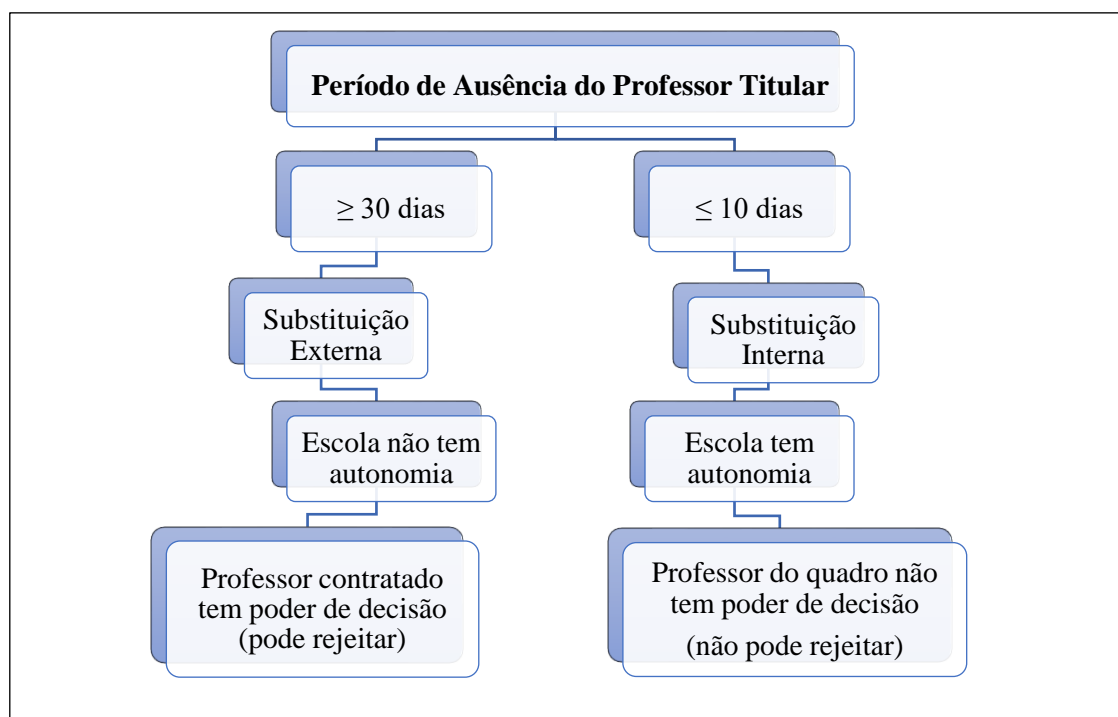 Período de Ausência do Professor Titular
≥ 30 dias
≤ 10 dias
Substituição
Externa
Substituição
Interna
Escola não tem
autonomia
Escola tem
autonomia
Professor contratado
tem poder de decisão
(pode rejeitar)
Professor do quadro não
tem poder de decisão
(não pode rejeitar)